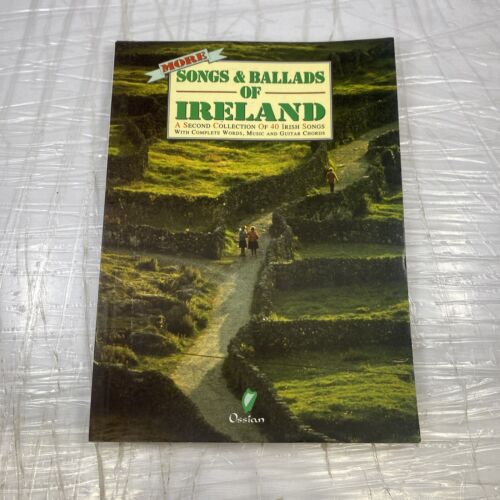 MORE
SONGS & BALLADS
OF
IRELAND
A SECOND COLLECTION OF 40 IRISH SONGS
WITH COMPLETE WORDS, MUSIC AND GUITAR CHORDS
Ossian